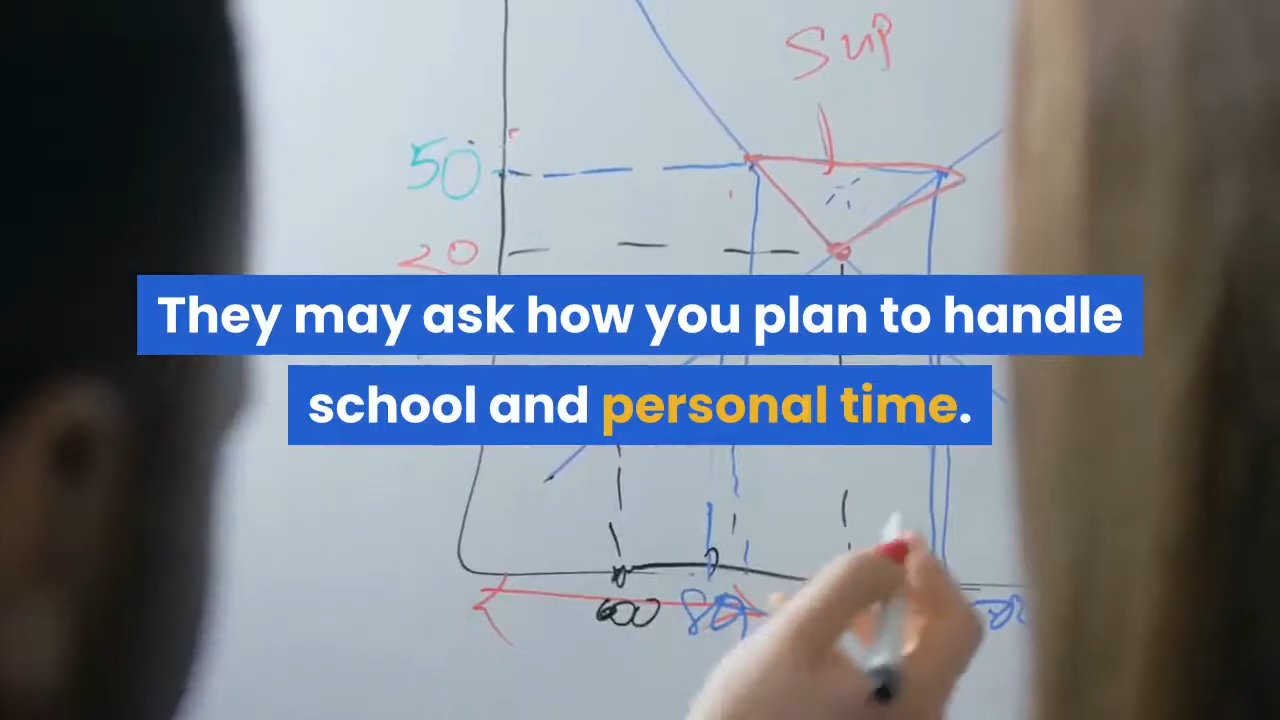 SUP
50
20
They may ask how you plan to handle
school and personal time.
600